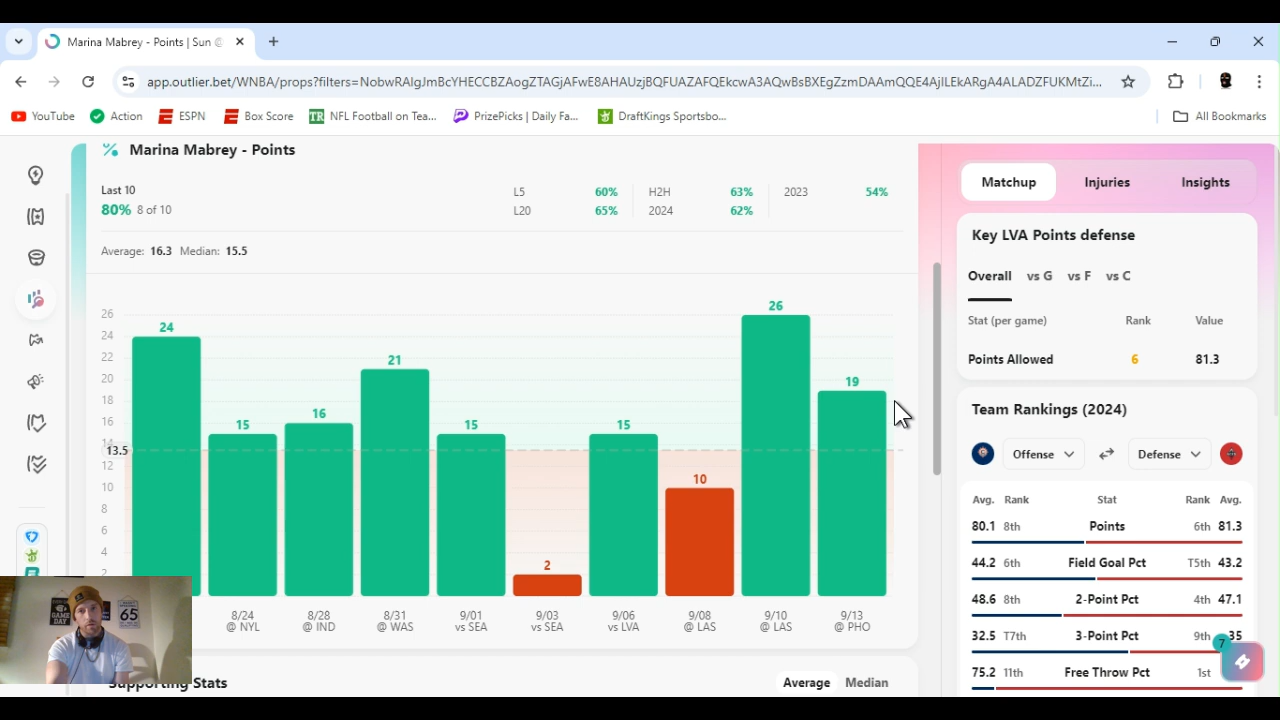 Marina Mabrey - Points | Sun @
app.outlier.bet/WNBA/props?filters=NobwRAlgJmBcYHECCBZAogZTAGjAFwE8AHAUzjBQFUAZAFQEkcwA3AQwBsBXEgZzmDAAmQQE4AjILEkARgA4ALADZFUKMtZi...
YouTube Action ESPN Box Score NFL Football on Tea... PrizePicks | Daily Fa... DraftKings Sportsbo... All Bookmarks
Marina Mabrey - Points
Last 10
80% 8 of 10
L5 60% H2H 63% 2023 54%
L20 65% 2024 62%
Average: 16.3 Median: 15.5
26
24
22
20
18
16
14
13.5
12
10
8
6
4
2
24 15 16 21 15 2 15 10 26 19
8/24 8/28 8/31 9/01 9/03 9/06 9/08 9/10 9/13
@ NYL @ IND @ WAS vs SEA vs SEA vs LVA @ LAS @ LAS @ PHO
Supporting Stats Average Median
Matchup Injuries Insights
Key LVA Points defense
Overall vs G vs F vs C
Stat (per game) Rank Value
Points Allowed 6 81.3
Team Rankings (2024)
Offense Defense
Avg. Rank Stat Rank Avg.
80.1 8th Points 6th 81.3
44.2 6th Field Goal Pct T5th 43.2
48.6 8th 2-Point Pct 4th 47.1
32.5 T7th 3-Point Pct 9th 35
7
75.2 11th Free Throw Pct 1st
GAME
DAY
65